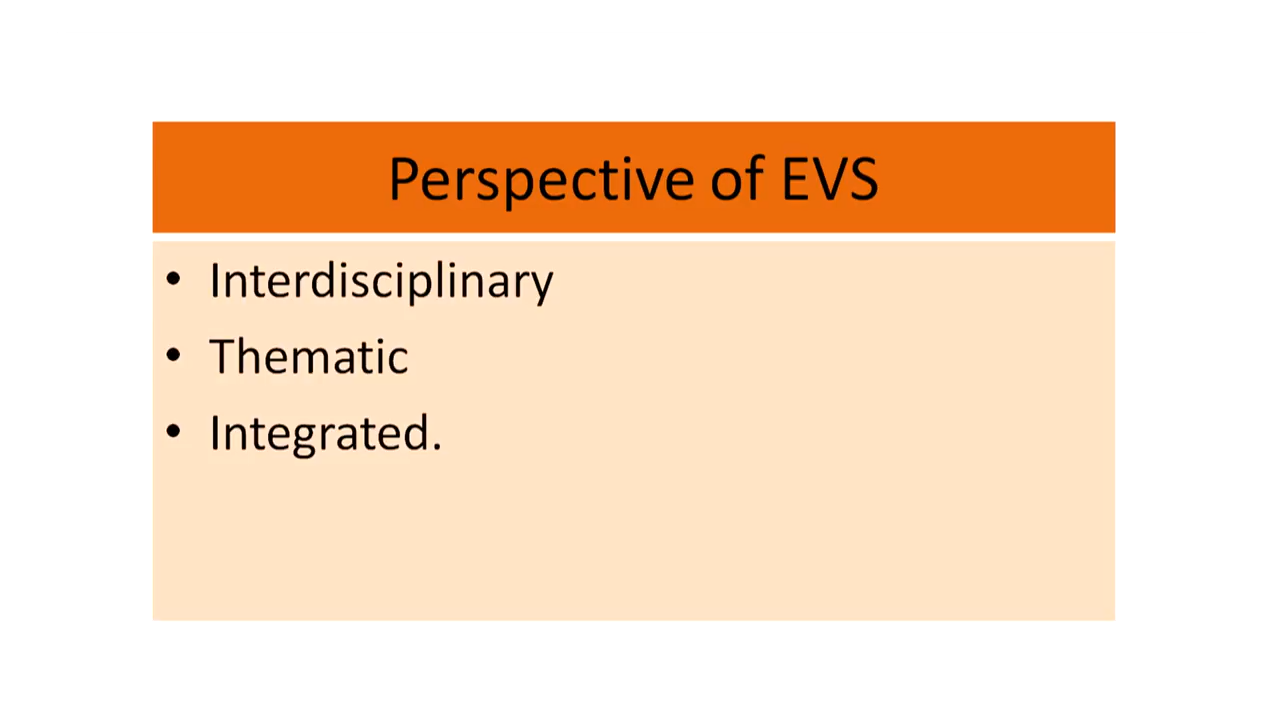 Perspective of EVS
• Interdisciplinary
• Thematic
• Integrated.